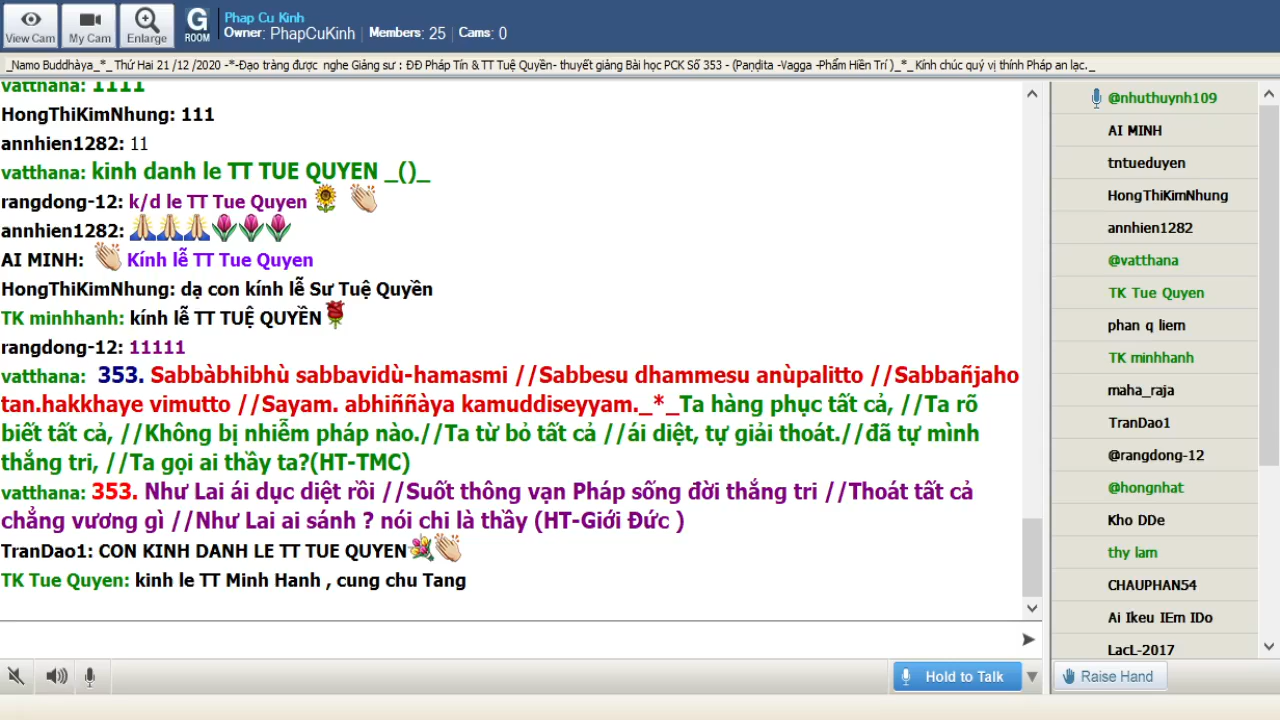 View Cam
My Cam
Enlarge
G
ROOM
Phap Cu Kinh
Owner: PhapCuKinh Members: 25 Cams: 0
_Namo Buddhàya_*_ Thứ Hai 21 /12 /2020 -*-Đạo tràng được nghe Giảng sư : ĐĐ Pháp Tín & TT Tuệ Quyền- thuyết giảng Bài học PCK Số 353 - (Paṇḍita -Vagga -Phẩm Hiền Trí )_*_ Kính chúc quý vị thính Pháp an lạc._
vatthana: 1111
HongThiKimNhung: 111
annhien1282: 11
vatthana: kinh danh le TT TUE QUYEN _()_
rangdong-12: k/d le TT Tue Quyen
annhien1282:
AI MINH: Kính lễ TT Tue Quyen
HongThiKimNhung: dạ con kính lễ Sư Tuệ Quyền
TK minhhanh: kính lễ TT TUỆ QUYỀN
rangdong-12: 11111
vatthana: 353. Sabbàbhibhù sabbavidù-hamasmi //Sabbesu dhammesu anùpalitto //Sabbañjaho
tan.hakkhaye vimutto //Sayam. abhiññàya kamuddiseyyam._*_Ta hàng phục tất cả, //Ta rõ
biết tất cả, //Không bị nhiễm pháp nào.//Ta từ bỏ tất cả //ái diệt, tự giải thoát.//đã tự mình
thắng tri, //Ta gọi ai thầy ta?(HT-TMC)
vatthana: 353. Như Lai ái dục diệt rồi //Suốt thông vạn Pháp sống đời thắng tri //Thoát tất cả
chẳng vương gì //Như Lai ai sánh ? nói chi là thầy (HT-Giới Đức )
TranDao1: CON KINH DANH LE TT TUE QUYEN
TK Tue Quyen: kinh le TT Minh Hanh , cung chu Tang
Hold to Talk
@nhuthuynh109
AI MINH
tntueduyen
HongThiKimNhung
annhien1282
@vatthana
TK Tue Quyen
phan q liem
TK minhhanh
maha_raja
TranDao1
@rangdong-12
@hongnhat
Kho DDe
thy lam
CHAUPHAN54
Ai Ikeu IEm IDo
LacL-2017
Raise Hand